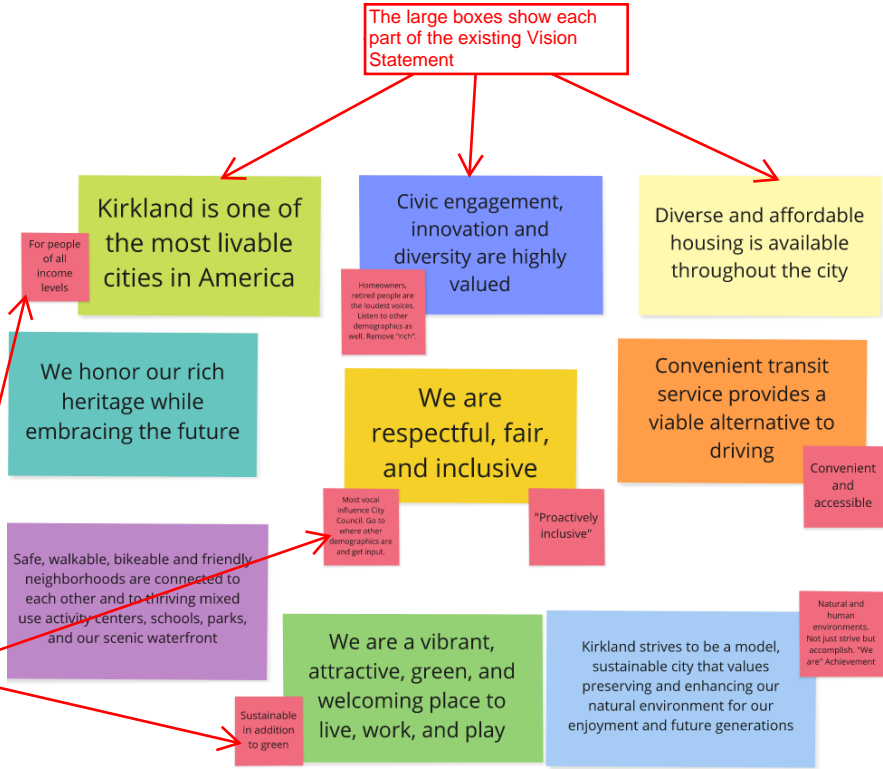 The large boxes show each
part of the existing Vision
Statement
Kirkland is one of
the most livable
cities in America
For people
of all
income
levels
Civic engagement,
innovation and
diversity are highly
valued
Homeowners,
retired people are
the loudest voices.
Listen to other
demographics as
well. Remove "rich".
Diverse and affordable
housing is available
throughout the city
We honor our rich
heritage while
embracing the future
We are
respectful, fair,
and inclusive
Most vocal
influence City
Council. Go to
where other
demographics are
and get input.
"Proactively
inclusive"
Convenient transit
service provides a
viable alternative to
driving
Convenient
and
accessible
Safe, walkable, bikeable and friendly
neighborhoods are connected to
each other and to thriving mixed
use activity centers, schools, parks,
and our scenic waterfront
We are a vibrant,
attractive, green, and
welcoming place to
live, work, and play
Sustainable
in addition
to green
Kirkland strives to be a model,
sustainable city that values
preserving and enhancing our
natural environment for our
enjoyment and future generations
Natural and
human
environments.
Not just strive but
accomplish. "We
are" Achievement